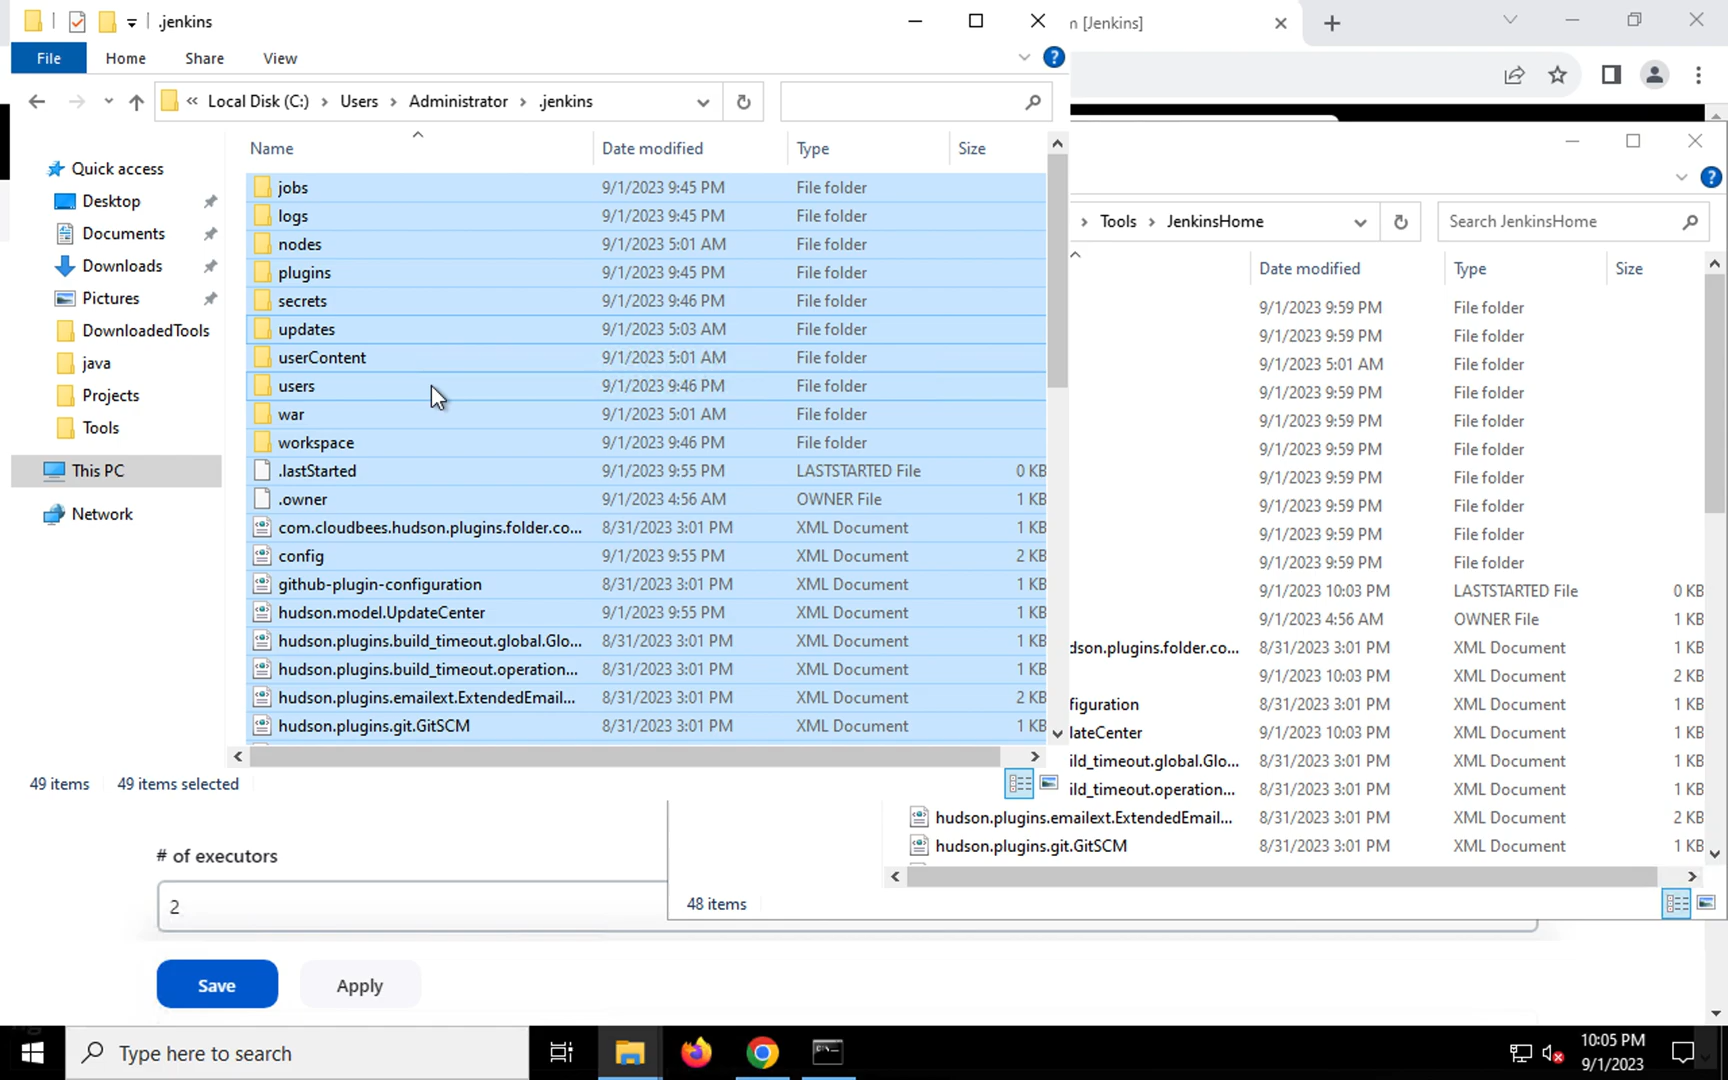 .jenkins
n [Jenkins]
File
Home
Share
View
Local Disk (C:)
Users
Administrator
.jenkins
Name
Date modified
Type
Size
Quick access
Desktop
Documents
Downloads
Pictures
DownloadedTools
java
Projects
Tools
This PC
Network
jobs 9/1/2023 9:45 PM File folder
logs 9/1/2023 9:45 PM File folder
nodes 9/1/2023 5:01 AM File folder
plugins 9/1/2023 9:45 PM File folder
secrets 9/1/2023 9:46 PM File folder
updates 9/1/2023 5:03 AM File folder
userContent 9/1/2023 5:01 AM File folder
users 9/1/2023 9:46 PM File folder
war 9/1/2023 5:01 AM File folder
workspace 9/1/2023 9:46 PM File folder
.lastStarted 9/1/2023 9:55 PM LASTSTARTED File 0 KB
.owner 9/1/2023 4:56 AM OWNER File 1 KB
com.cloudbees.hudson.plugins.folder.co... 8/31/2023 3:01 PM XML Document 1 KB
config 9/1/2023 9:55 PM XML Document 2 KB
github-plugin-configuration 8/31/2023 3:01 PM XML Document 1 KB
hudson.model.UpdateCenter 9/1/2023 9:55 PM XML Document 1 KB
hudson.plugins.build_timeout.global.Glo... 8/31/2023 3:01 PM XML Document 1 KB
hudson.plugins.build_timeout.operation... 8/31/2023 3:01 PM XML Document 1 KB
hudson.plugins.emailext.ExtendedEmail... 8/31/2023 3:01 PM XML Document 2 KB
hudson.plugins.git.GitSCM 8/31/2023 3:01 PM XML Document 1 KB
49 items 49 items selected
Tools
JenkinsHome
Search JenkinsHome
Date modified
Type
Size
9/1/2023 9:59 PM File folder
9/1/2023 9:59 PM File folder
9/1/2023 5:01 AM File folder
9/1/2023 9:59 PM File folder
9/1/2023 9:59 PM File folder
9/1/2023 9:59 PM File folder
9/1/2023 9:59 PM File folder
9/1/2023 9:59 PM File folder
9/1/2023 9:59 PM File folder
9/1/2023 9:59 PM File folder
9/1/2023 10:03 PM LASTSTARTED File 0 KB
9/1/2023 4:56 AM OWNER File 1 KB
dson.plugins.folder.co... 8/31/2023 3:01 PM XML Document 1 KB
9/1/2023 10:03 PM XML Document 2 KB
figuration 8/31/2023 3:01 PM XML Document 1 KB
lateCenter 9/1/2023 10:03 PM XML Document 1 KB
ild_timeout.global.Glo... 8/31/2023 3:01 PM XML Document 1 KB
ild_timeout.operation... 8/31/2023 3:01 PM XML Document 1 KB
hudson.plugins.emailext.ExtendedEmail... 8/31/2023 3:01 PM XML Document 2 KB
hudson.plugins.git.GitSCM 8/31/2023 3:01 PM XML Document 1 KB
48 items
# of executors
2
Save
Apply
Type here to search
10:05 PM
9/1/2023